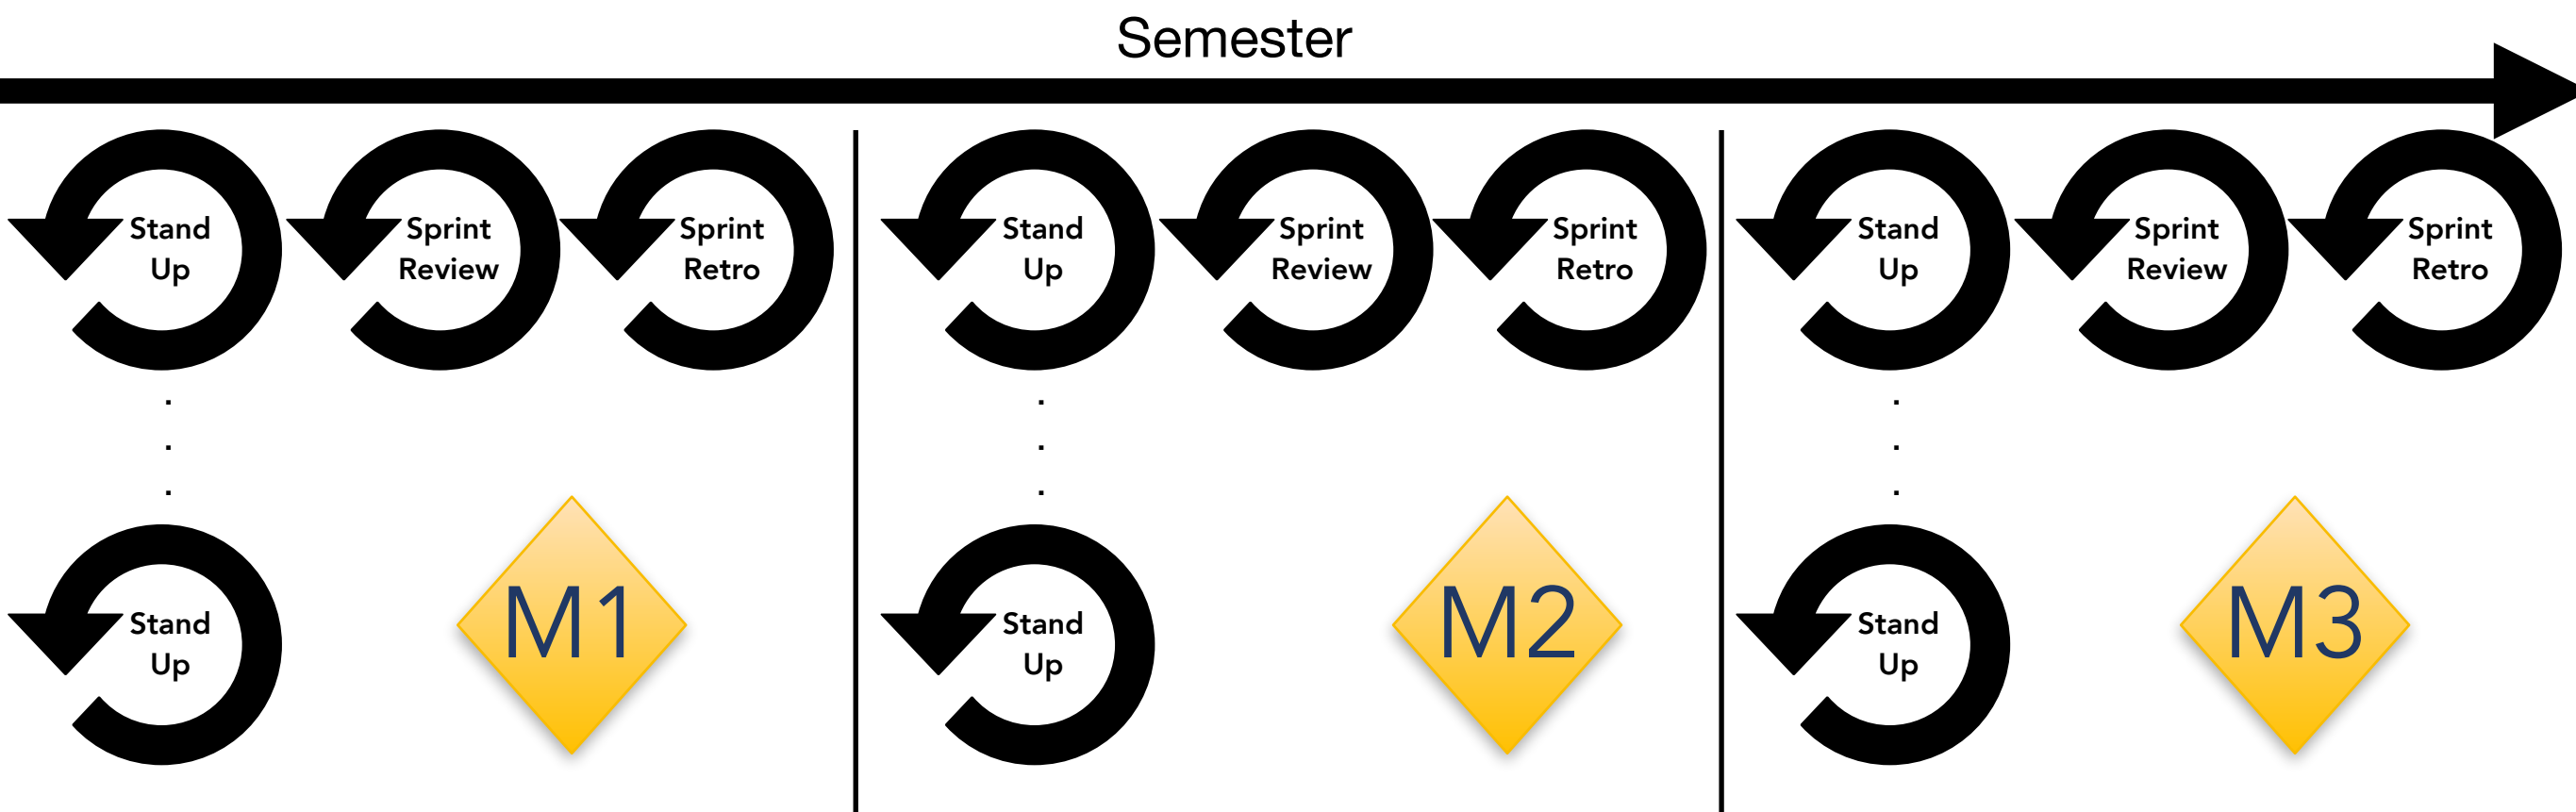 Semester
Stand
Up
Sprint
Review
Sprint
Retro
Stand
Up
Sprint
Review
Sprint
Retro
Stand
Up
Sprint
Review
Sprint
Retro
.
.
.
.
.
.
.
.
.
Stand
Up
M1
Stand
Up
M2
Stand
Up
M3